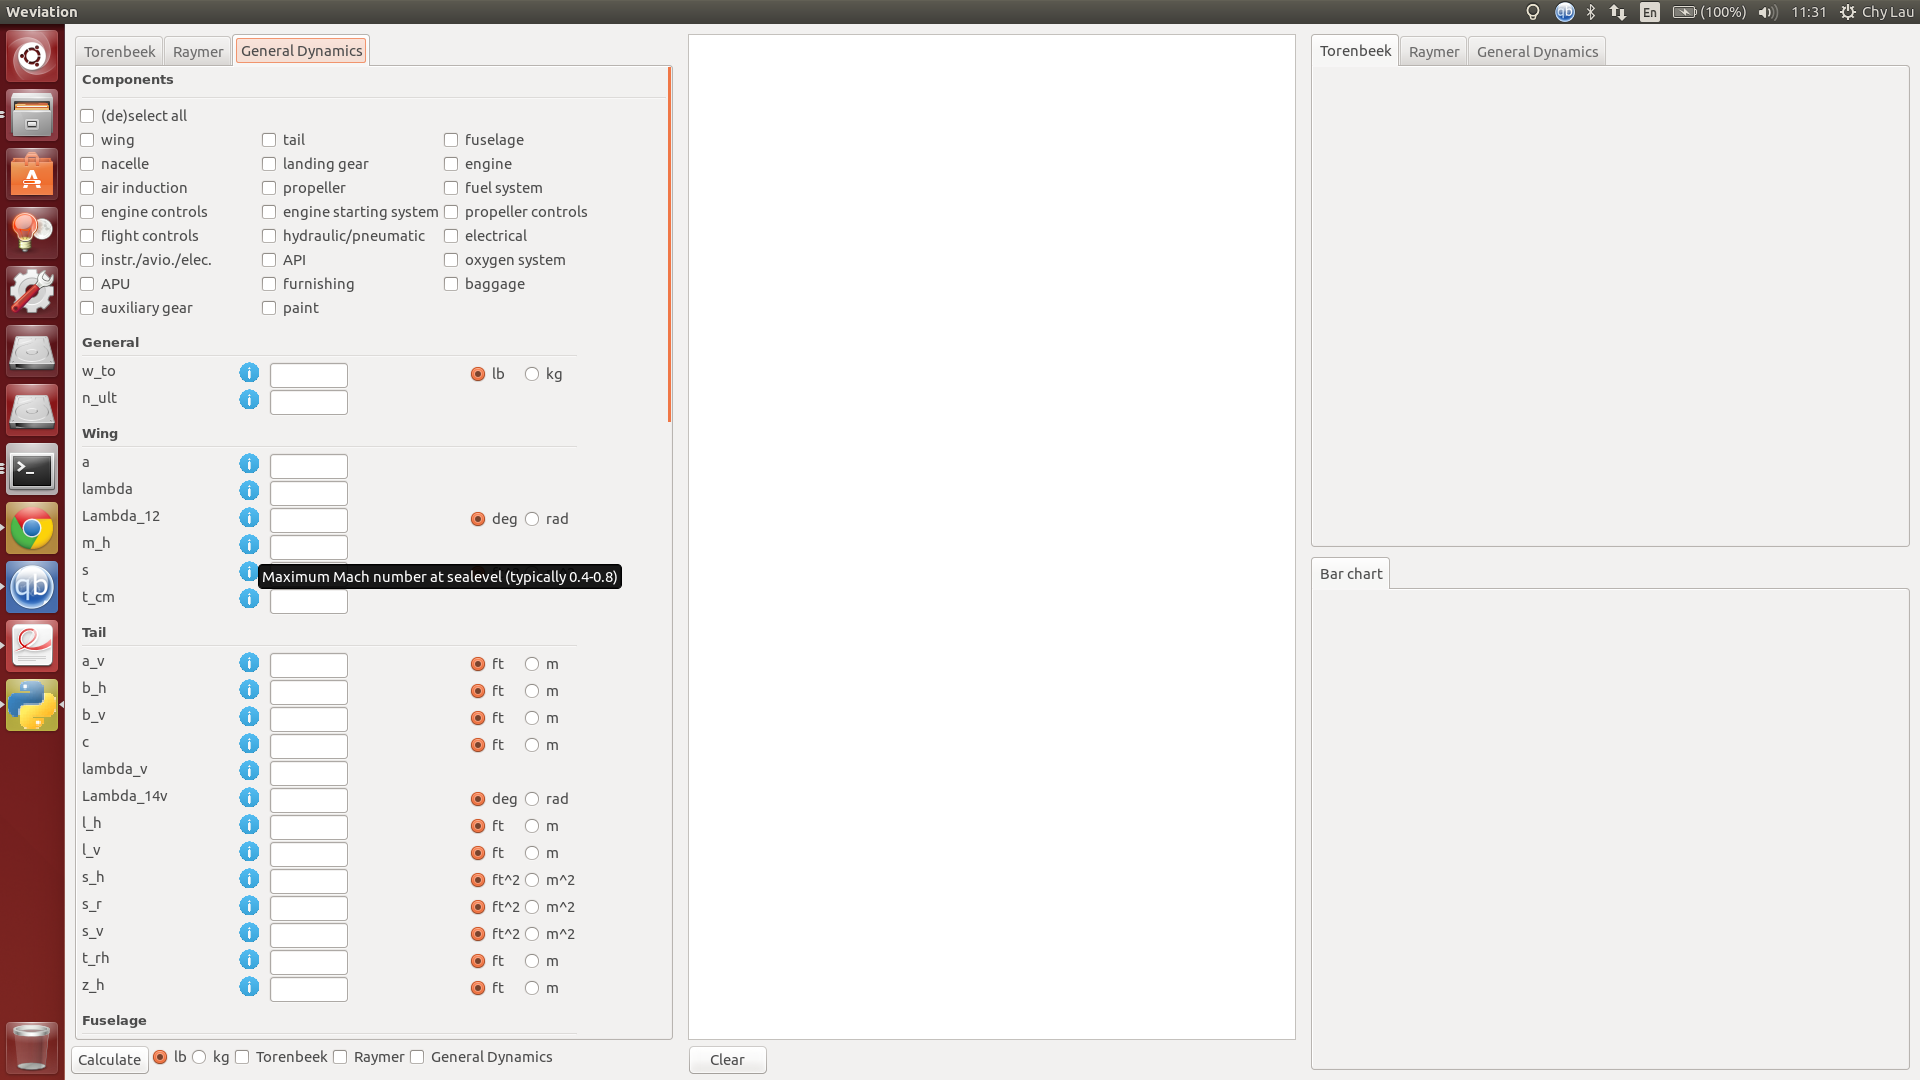 Weviation
En (100%) 11:31 Chy Lau
Torenbeek Raymer General Dynamics
Components
(de)select all
wing tail fuselage
nacelle landing gear engine
air induction propeller fuel system
engine controls engine starting system propeller controls
flight controls hydraulic/pneumatic electrical
instr./avio./elec. API oxygen system
APU furnishing baggage
auxiliary gear paint
General
w_to i lb kg
n_ult i
Wing
a i
lambda i
Lambda_12 i deg rad
m_h i
s i
Maximum Mach number at sealevel (typically 0.4-0.8)
t_cm i
Tail
a_v i ft m
b_h i ft m
b_v i ft m
c i ft m
lambda_v i
Lambda_14v i deg rad
l_h i ft m
l_v i ft m
s_h i ft^2 m^2
s_r i ft^2 m^2
s_v i ft^2 m^2
t_rh i ft m
z_h i ft m
Fuselage
Calculate lb kg Torenbeek Raymer General Dynamics
Clear
Torenbeek Raymer General Dynamics
Bar chart
A
>_
qb
qb